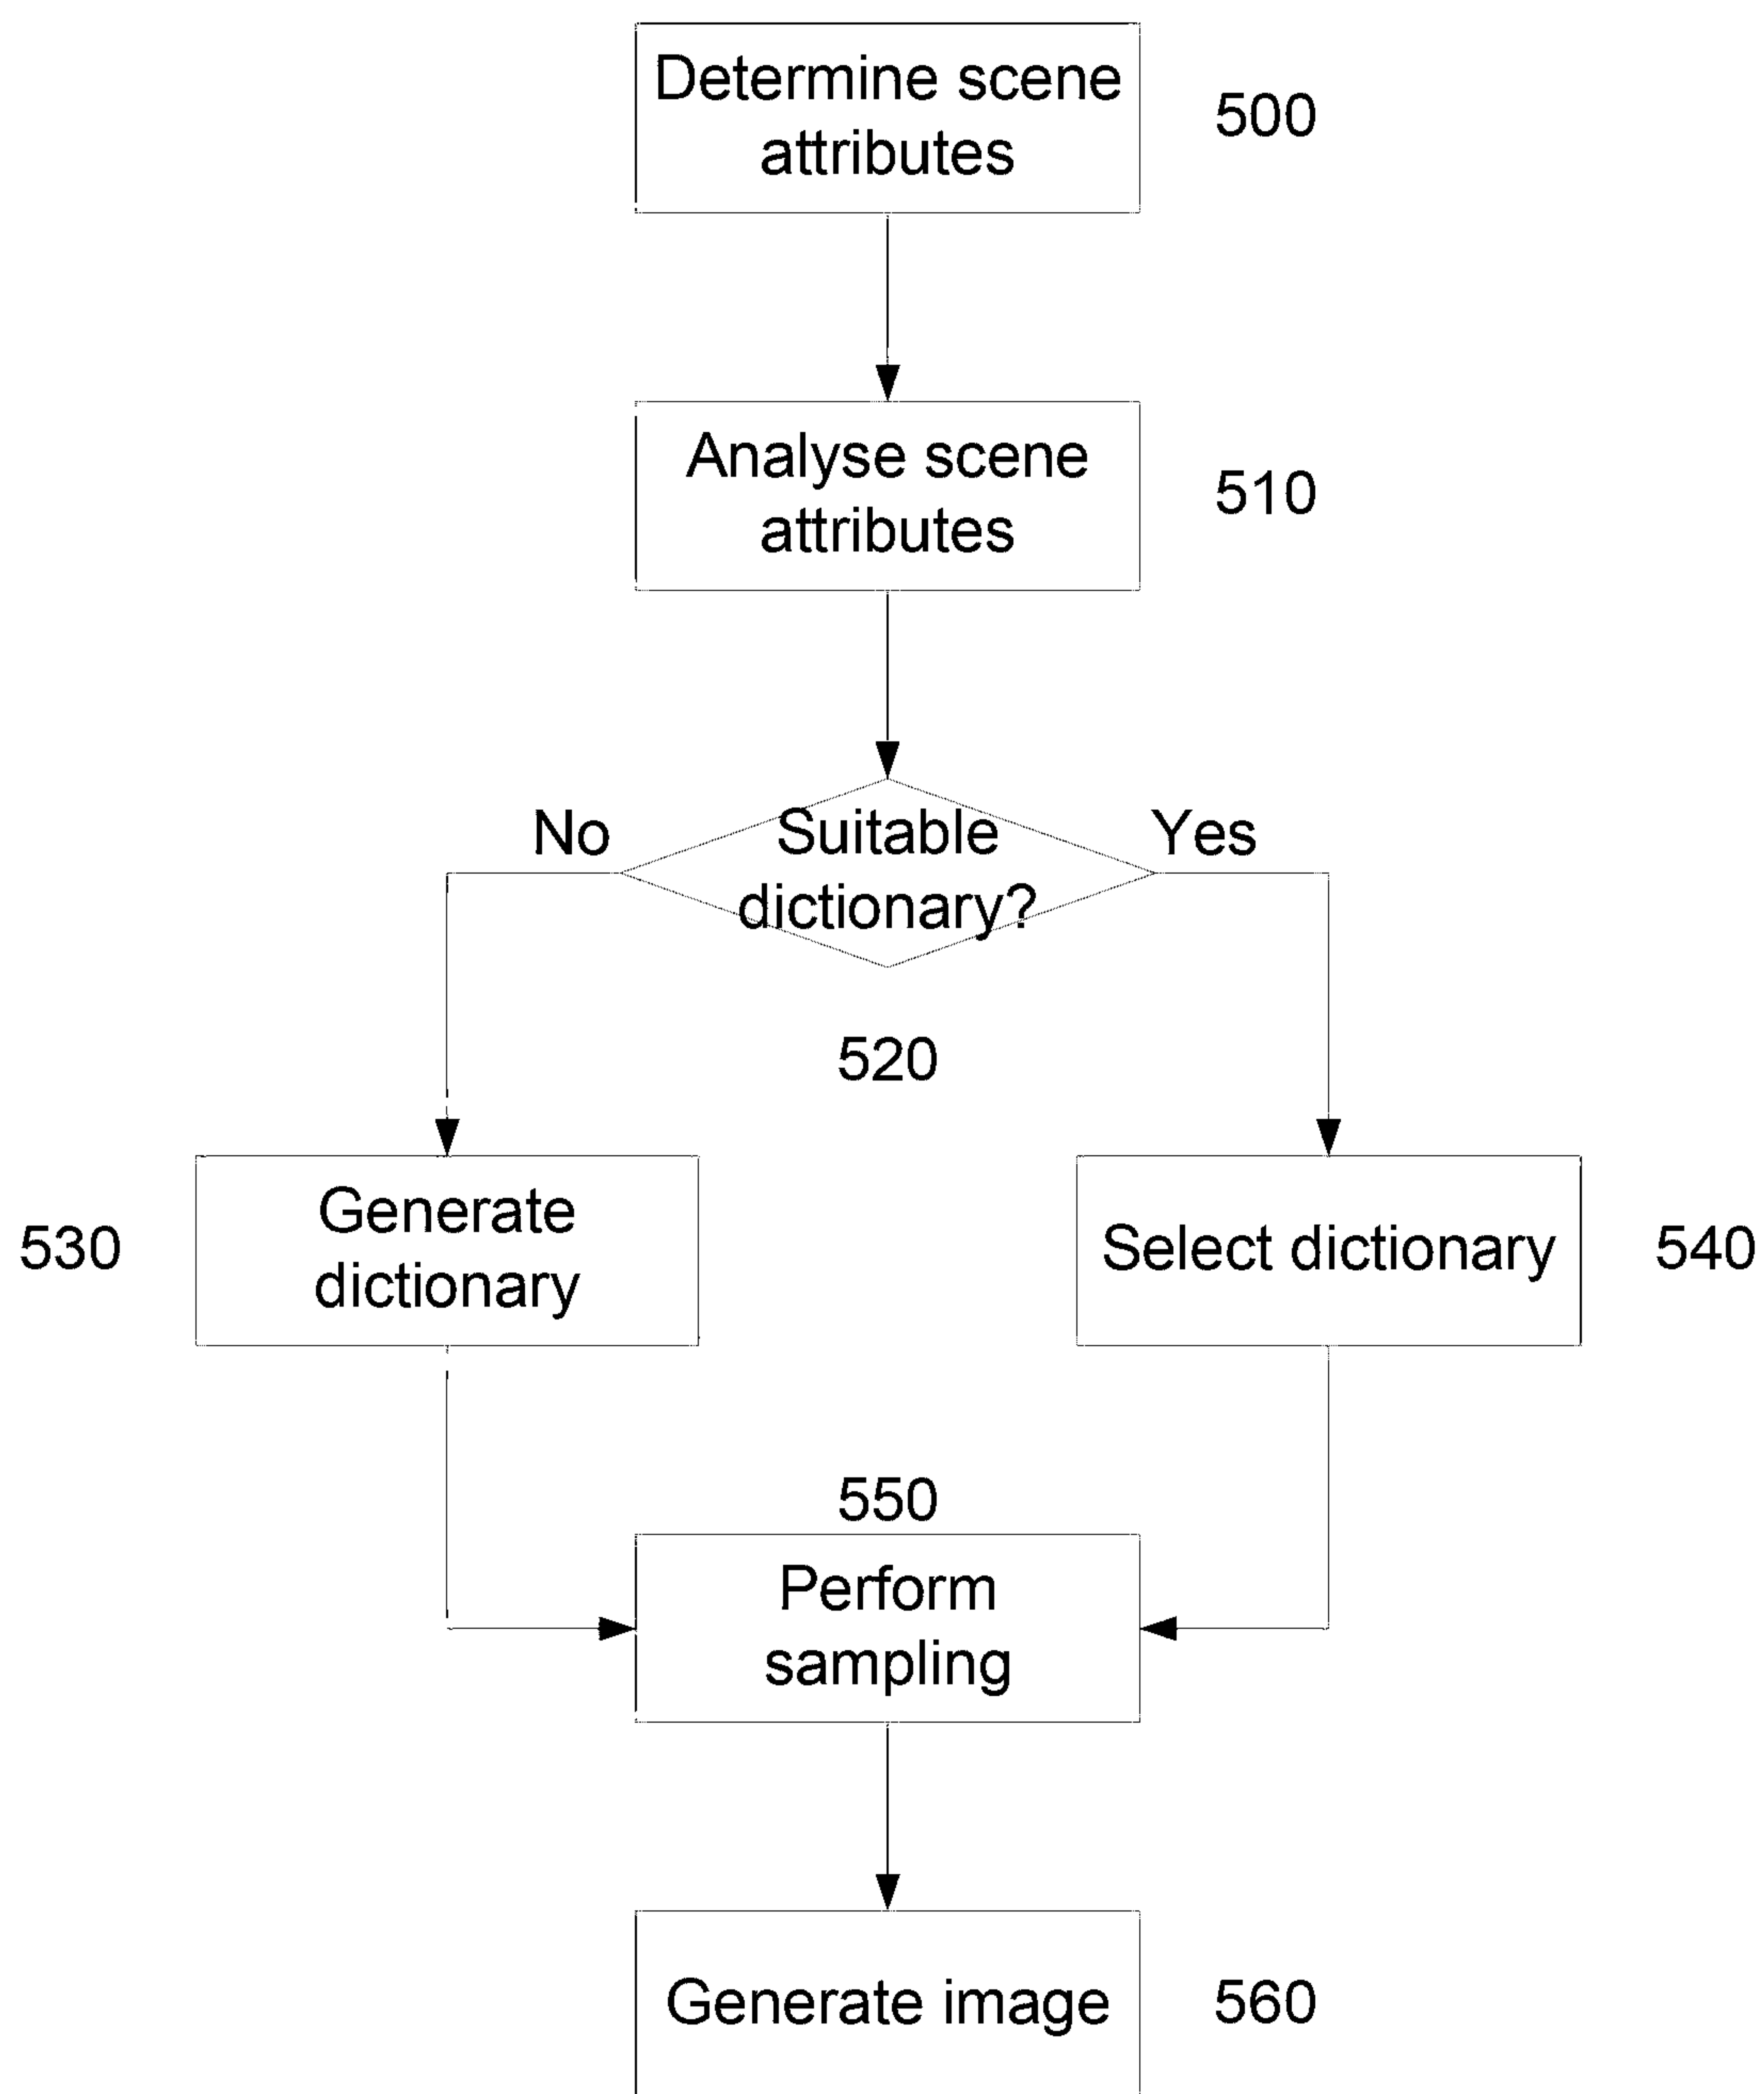 Determine scene
attributes
500
Analyse scene
attributes
510
No
Suitable
dictionary?
Yes
520
530
Generate
dictionary
Select dictionary
540
550
Perform
sampling
Generate image
560